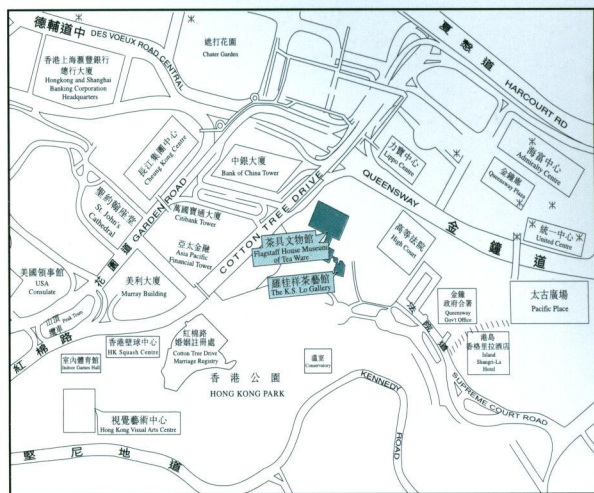 德輔道中 DES VOEUX ROAD CENTRAL
遮打花園
Chater Garden
夏慤道 HARCOURT RD
香港上海滙豐銀行
總行大廈
Hongkong and Shanghai
Banking Corporation
Headquarters
長江集團中心
Cheung Kong Centre
中銀大廈
Bank of China Tower
力寶中心
Lippo Centre
海富中心
Admiralty Centre
金鐘廊
Queensway Plaza
統一中心
United Centre
聖約翰座堂
St. John's
Cathedral
花園道 GARDEN ROAD
萬國寶通大廈
Citibank Tower
COTTON TREE DRIVE
QUEENSWAY 金鐘道
高等法院
High Court
亞太金融
Asia Pacific
Financial Tower
茶具文物館
Flagstaff House Museum
of Tea Ware
羅桂祥茶藝館
The K.S. Lo Gallery
美國領事館
USA
Consulate
美利大廈
Murray Building
金鐘
政府合署
Queensway
Gov't Office
太古廣場
Pacific Place
山頂
纜車
Peak Tram
紅棉路
香港壁球中心
HK Squash Centre
紅棉路
婚姻註冊處
Cotton Tree Drive
Marriage Registry
法院道
港島
香格里拉酒店
Island
Shangri-La
Hotel
室內體育館
Indoor Games Hall
溫室
Conservatory
香港公園
HONG KONG PARK
KENNEDY ROAD
SUPREME COURT ROAD
視覺藝術中心
Hong Kong Visual Arts Centre
堅尼地道